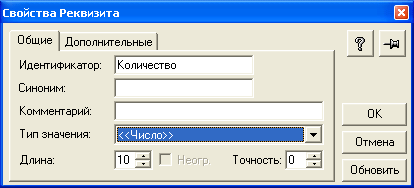 Свойства Реквизита
Общие Дополнительные
Идентификатор: Количество
Синоним:
Комментарий:
Тип значения: <<Число>>
Длина: 10 Неогр. Точность: 0
?
OK
Отмена
Обновить